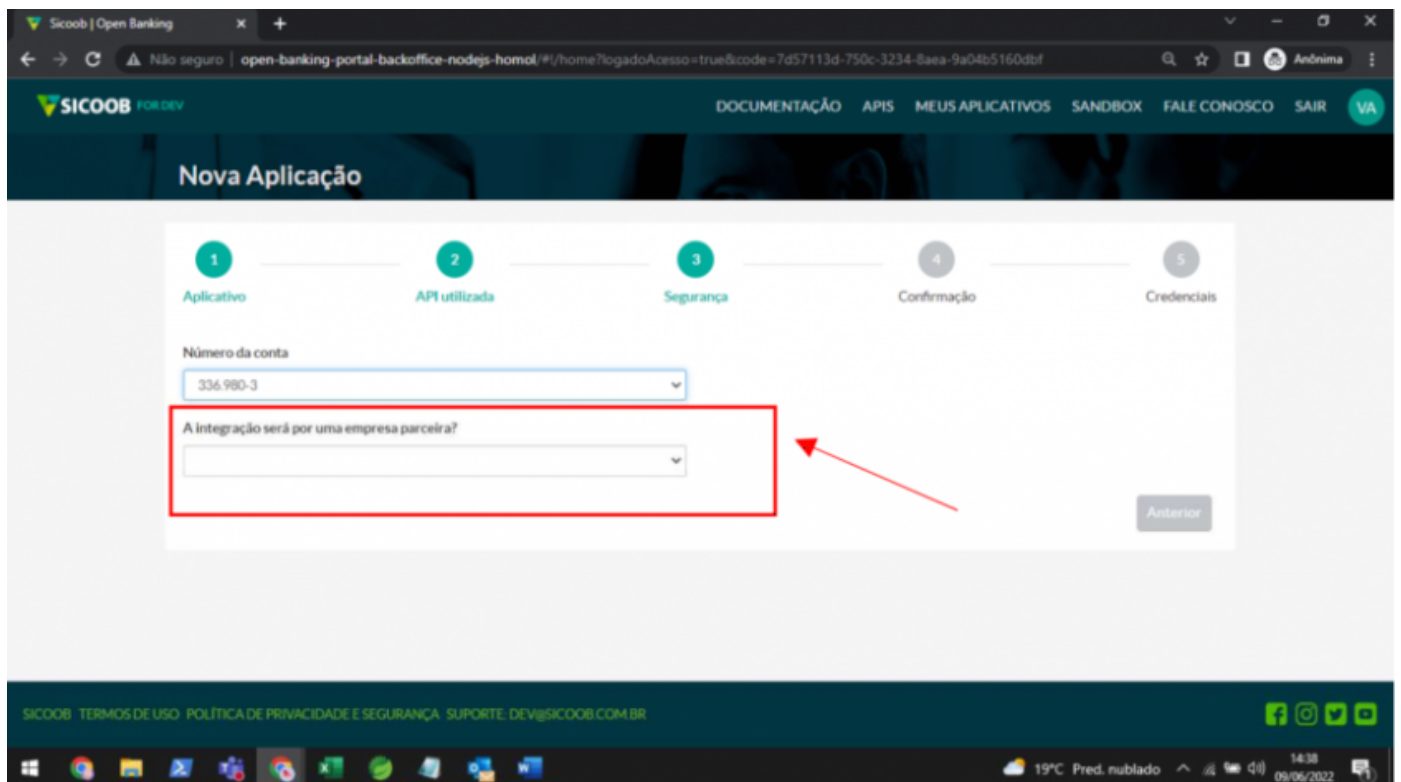 Sicoob | Open Banking
Não seguro | open-banking-portal-backoffice-nodejs-homol/#!/home?logadoAcesso=true&code=7d57113d-750c-3234-8aea-9a04b5160dbf Anônima
SICOOB FOR DEV DOCUMENTAÇÃO APIS MEUS APLICATIVOS SANDBOX FALE CONOSCO SAIR VA
Nova Aplicação
1 2 3 4 5
Aplicativo API utilizada Segurança Confirmação Credenciais
Número da conta
336.980-3
A integração será por uma empresa parceira?
Anterior
SICOOB TERMOS DE USO POLÍTICA DE PRIVACIDADE E SEGURANÇA SUPORTE: DEV@SICOOB.COM.BR
19°C Pred. nublado 14:38
09/06/2022